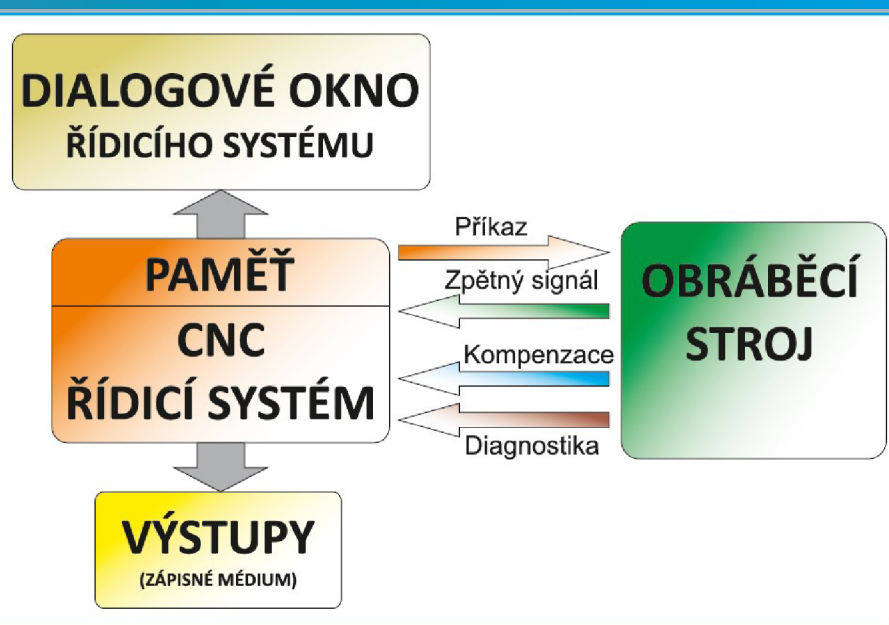 DIALOGOVÉ OKNO
ŘÍDICÍHO SYSTÉMU
PAMĚŤ
CNC
ŘÍDICÍ SYSTÉM
Příkaz
Zpětný signál
Kompenzace
Diagnostika
OBRÁBĚCÍ
STROJ
VÝSTUPY
(ZÁPISNÉ MÉDIUM)